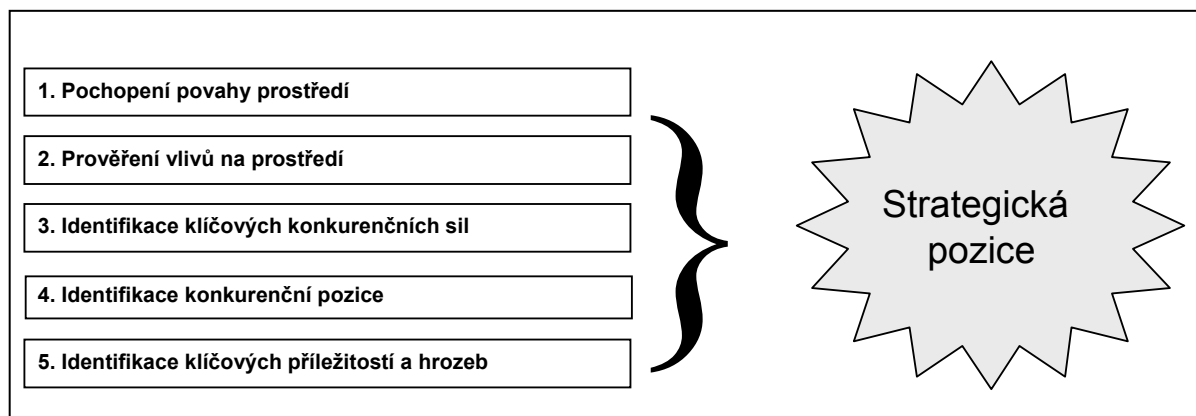 1. Pochopení povahy prostředí
2. Prověření vlivů na prostředí
3. Identifikace klíčových konkurenčních sil
4. Identifikace konkurenční pozice
5. Identifikace klíčových příležitostí a hrozeb
Strategická
pozice